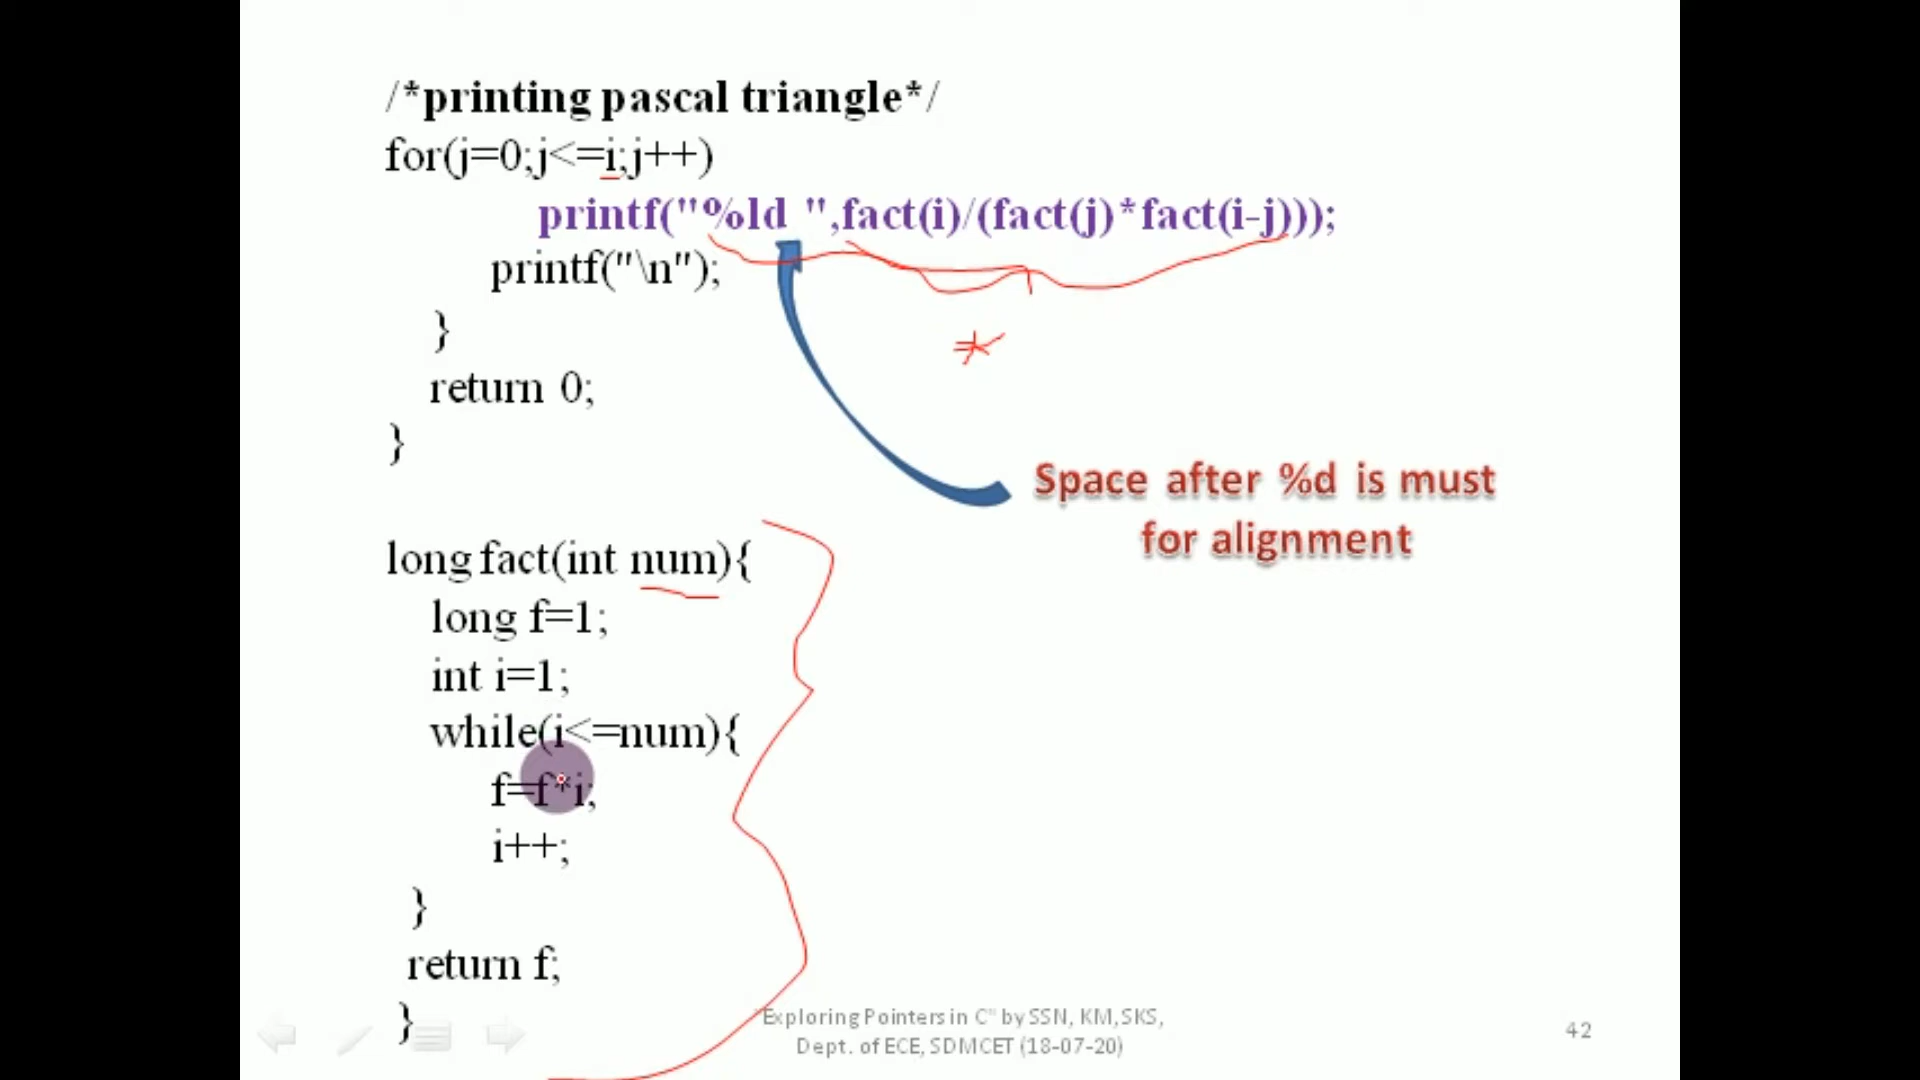 /*printing pascal triangle*/
for(j=0;j<=i;j++)
printf("%ld ",fact(i)/(fact(j)*fact(i-j)));
printf("\n");
}
return 0;
}
Space after %d is must
for alignment
long fact(int num){
long f=1;
int i=1;
while(i<=num){
f=f*i;
i++;
}
return f;
}
"Exploring Pointers in C" by SSN, KM,SKS,
Dept. of ECE, SDMCET (18-07-20)
42